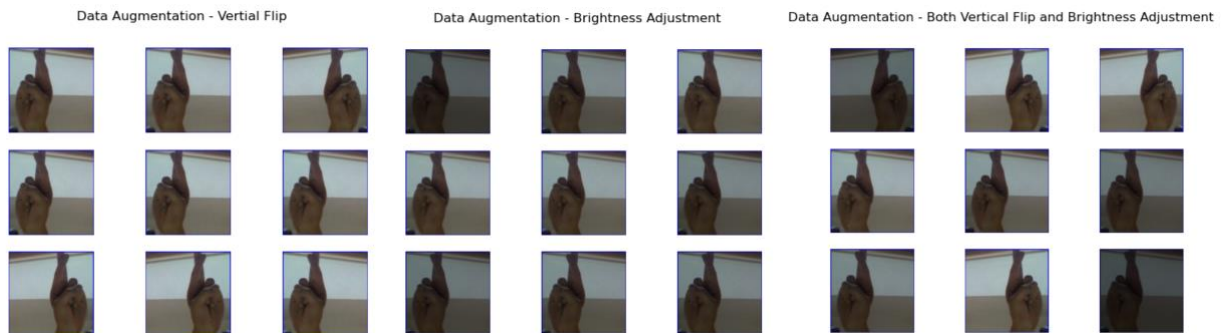 Data Augmentation - Vertial Flip
Data Augmentation - Brightness Adjustment
Data Augmentation - Both Vertical Flip and Brightness Adjustment